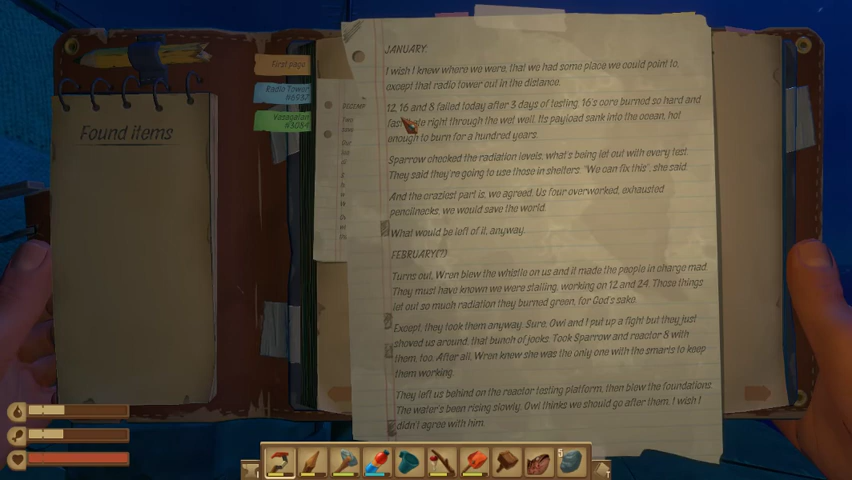 First page
Radio Tower
#5937
Vasagatan
#3089
Found items
JANUARY:
I wish I knew where we were, that we had some place we could point to,
except that radio tower out in the distance.
12, 16 and 8 failed today after 3 days of testing. 16's core burned so hard and
fast, ate right through the wet well. Its payload sank into the ocean, hot
enough to burn for a hundred years.
Sparrow checked the radiation levels, what's being let out with every test.
They said they're going to use those in shelters. "We can fix this", she said.
And the craziest part is, we agreed. Us four overworked, exhausted
pencilnecks, we would save the world.
What would be left of it, anyway.
FEBRUARY(?)
Turns out, Wren blew the whistle on us and it made the people in charge mad.
They must have known we were stalling, working on 12 and 24. Those things
let out so much radiation they burned green, for God's sake.
Except, they took them anyway. Sure, Owl and I put up a fight but they just
shoved us around, that bunch of jocks. Took Sparrow and reactor 8 with
them, too. After all, Wren knew she was the only one with the smarts to keep
them working.
They left us behind on the reactor testing platform, then blew the foundations.
The water's been rising slowly. Owl thinks we should go after them. I wish I
didn't agree with him.
5